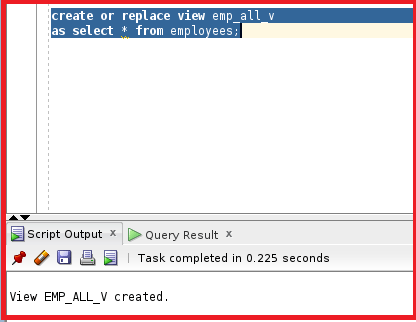 create or replace view emp_all_v
as select * from employees;
Script Output x
Query Result x
Task completed in 0.225 seconds
View EMP_ALL_V created.